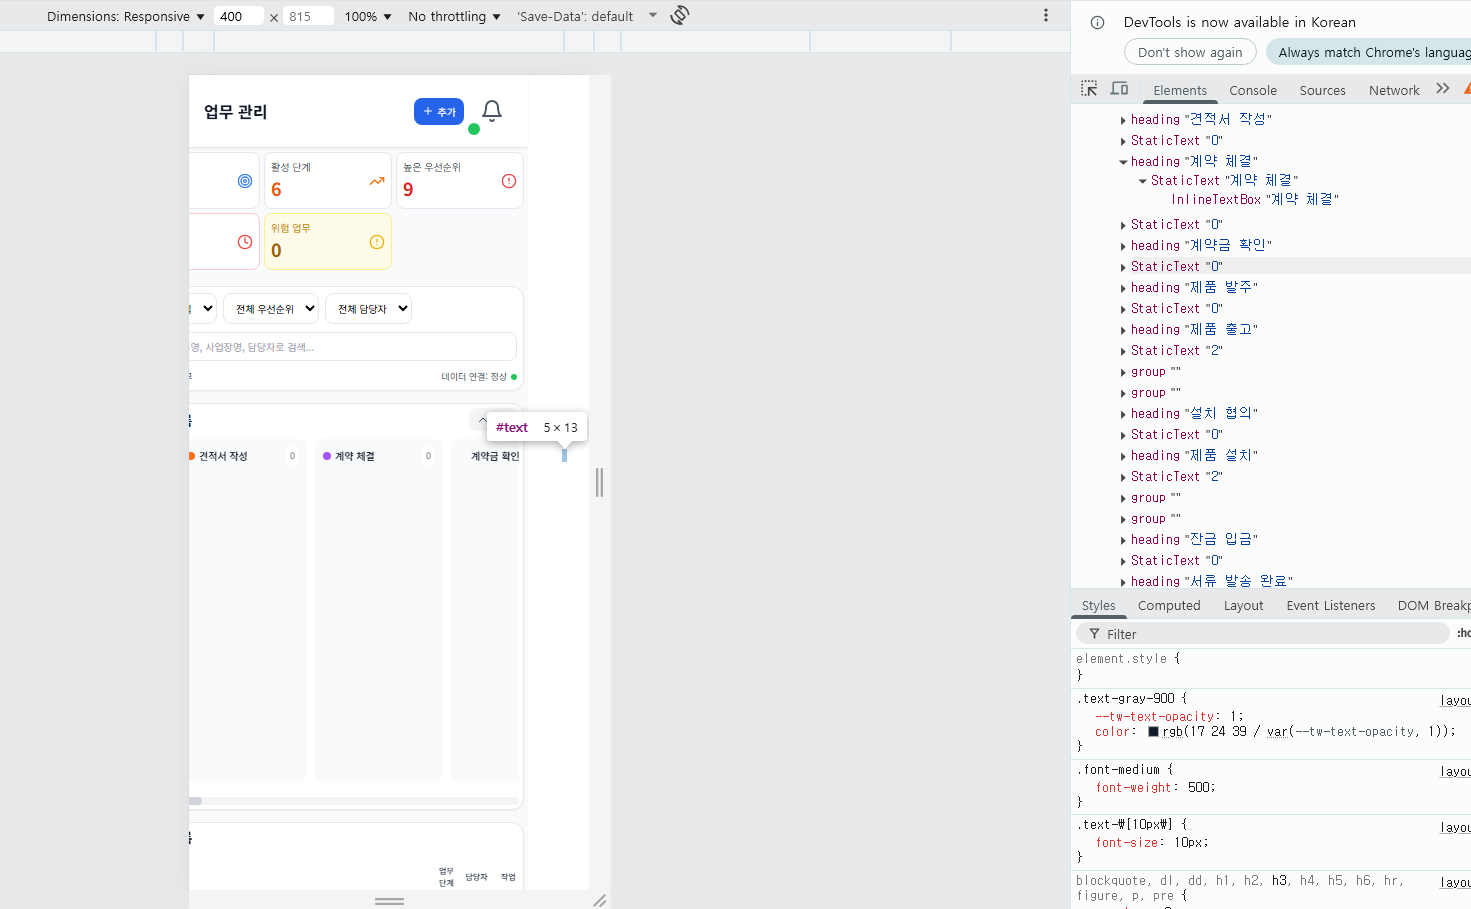 Dimensions: Responsive ▼ 400 × 815 100% ▼ No throttling ▼ 'Save-Data': default
업무 관리
+ 추가
활성 단계
6
높은 우선순위
9
위험 업무
0
전체 우선순위
전체 담당자
명, 사업장명, 담당자로 검색...
데이터 연결: 정상
#text 5 × 13
견적서 작성 0
계약 체결 0
계약금 확인
업무 단계
담당자
작업
DevTools is now available in Korean
Don't show again
Always match Chrome's languag
Elements Console Sources Network
heading "견적서 작성"
StaticText "0"
heading "계약 체결"
StaticText "계약 체결"
InlineTextBox "계약 체결"
StaticText "0"
heading "계약금 확인"
StaticText "0"
heading "제품 발주"
StaticText "0"
heading "제품 출고"
StaticText "2"
group ""
group ""
heading "설치 협의"
StaticText "0"
heading "제품 설치"
StaticText "2"
group ""
group ""
heading "잔금 입금"
StaticText "0"
heading "서류 발송 완료"
Styles Computed Layout Event Listeners DOM Breakp
Filter :ho
element.style {
}
.text-gray-900 { layou
--tw-text-opacity: 1;
color: rgb(17 24 39 / var(--tw-text-opacity, 1));
}
.font-medium { layou
font-weight: 500;
}
.text-₩[10px₩] { layou
font-size: 10px;
}
blockquote, dl, dd, h1, h2, h3, h4, h5, h6, hr, layou
figure, p, pre {